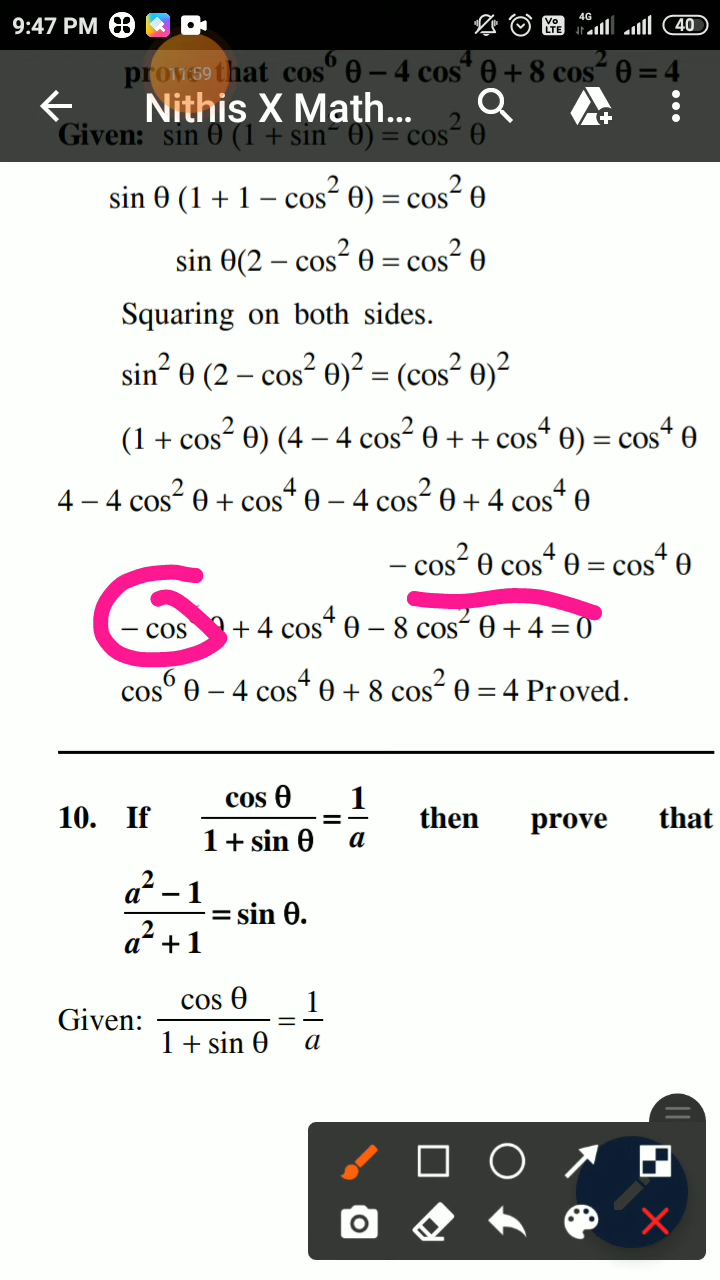 9:47 PM Vo LTE 4G 40
prove that cos⁶ θ – 4 cos⁴ θ + 8 cos² θ = 4
11:59
Nithis X Math...
Given: sin θ (1 + sin² θ) = cos² θ
sin θ (1 + 1 – cos² θ) = cos² θ
sin θ(2 – cos² θ = cos² θ
Squaring on both sides.
sin² θ (2 – cos² θ)² = (cos² θ)²
(1 + cos² θ) (4 – 4 cos² θ + + cos⁴ θ) = cos⁴ θ
4 – 4 cos² θ + cos⁴ θ – 4 cos² θ + 4 cos⁴ θ
– cos² θ cos⁴ θ = cos⁴ θ
– cos θ + 4 cos⁴ θ – 8 cos² θ + 4 = 0
cos⁶ θ – 4 cos⁴ θ + 8 cos² θ = 4 Proved.
10. If cos θ / 1 + sin θ = 1 / a then prove that
a² – 1 / a² + 1 = sin θ.
Given: cos θ / 1 + sin θ = 1 / a